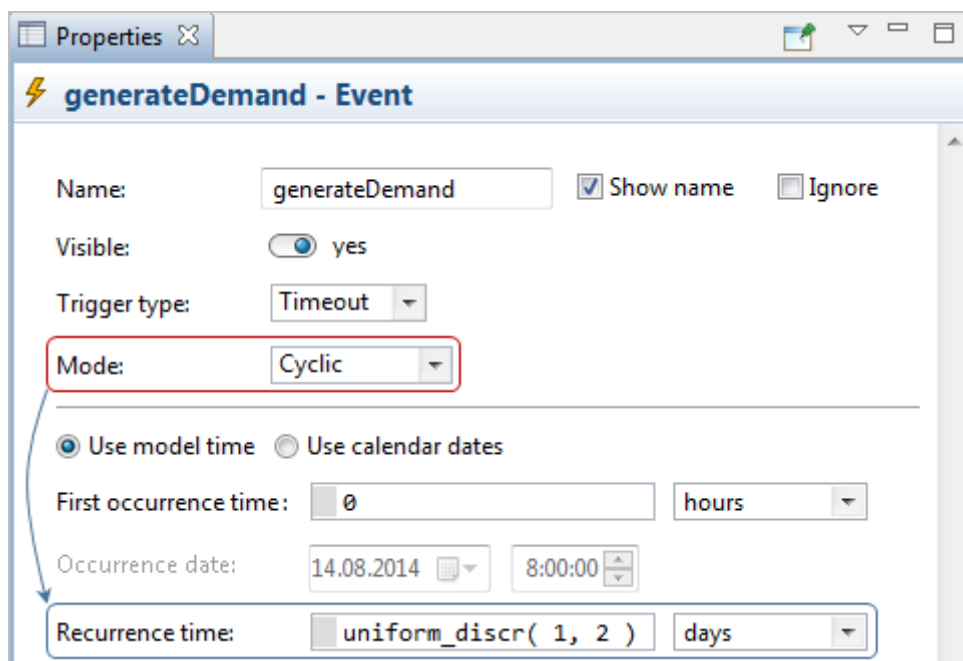 Properties
generateDemand - Event
Name: generateDemand Show name Ignore
Visible: yes
Trigger type: Timeout
Mode: Cyclic
Use model time Use calendar dates
First occurrence time: 0 hours
Occurrence date: 14.08.2014 8:00:00
Recurrence time: uniform_discr( 1, 2 ) days